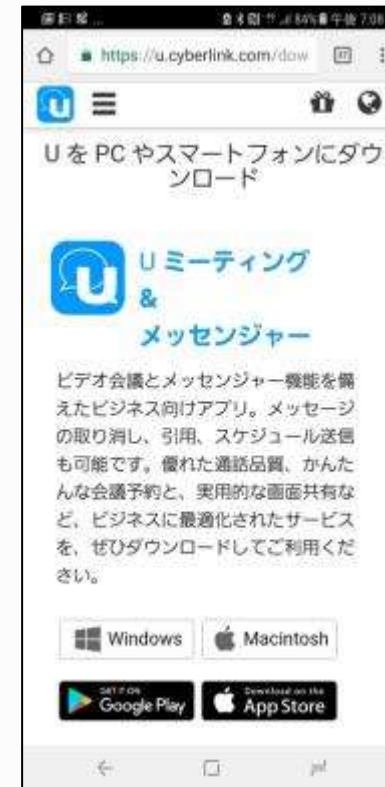 84% 午後 7:08
https://u.cyberlink.com/dow
U
U を PC やスマートフォンにダウ
ンロード
U
U ミーティング
&
メッセンジャー
ビデオ会議とメッセンジャー機能を備
えたビジネス向けアプリ。メッセージ
の取り消し、引用、スケジュール送信
も可能です。優れた通話品質、かんた
んな会議予約と、実用的な画面共有な
ど、ビジネスに最適化されたサービス
を、ぜひダウンロードしてご利用くだ
さい。
Windows
Macintosh
GET IT ON
Google Play
Download on the
App Store